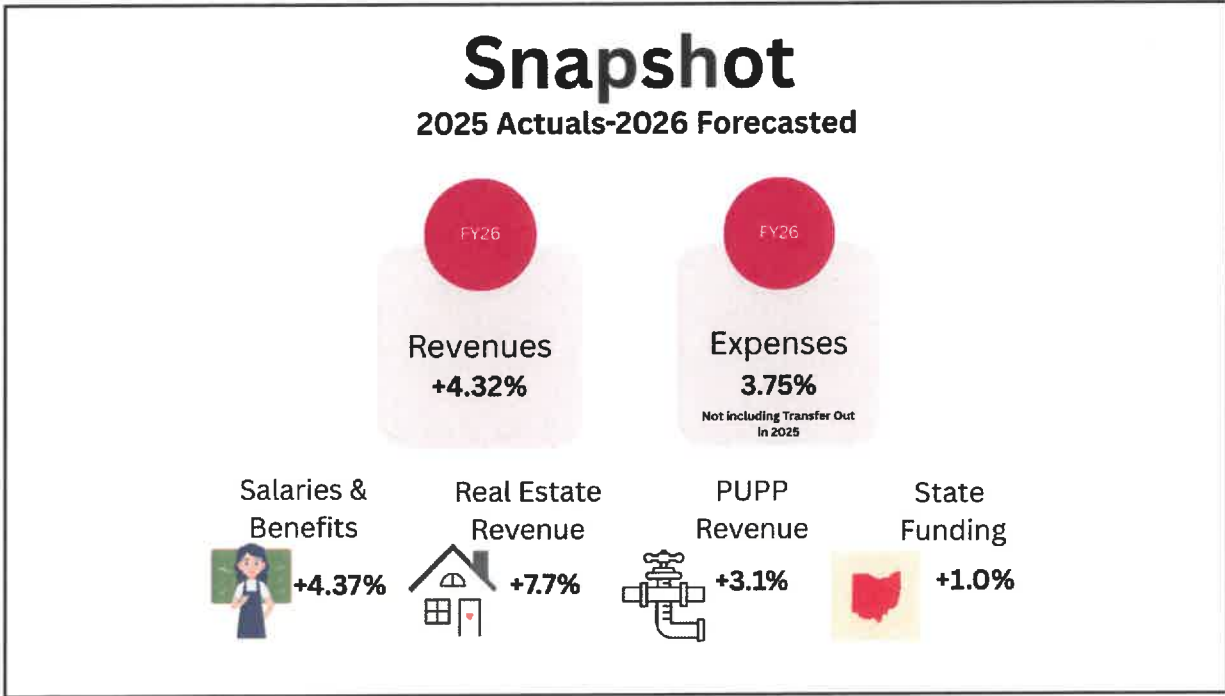 Snapshot
2025 Actuals-2026 Forecasted
FY26
FY26
Revenues
+4.32%
Expenses
3.75%
Not including Transfer Out
in 2025
Salaries &
Benefits
+4.37%
Real Estate
Revenue
+7.7%
PUPP
Revenue
+3.1%
State
Funding
+1.0%